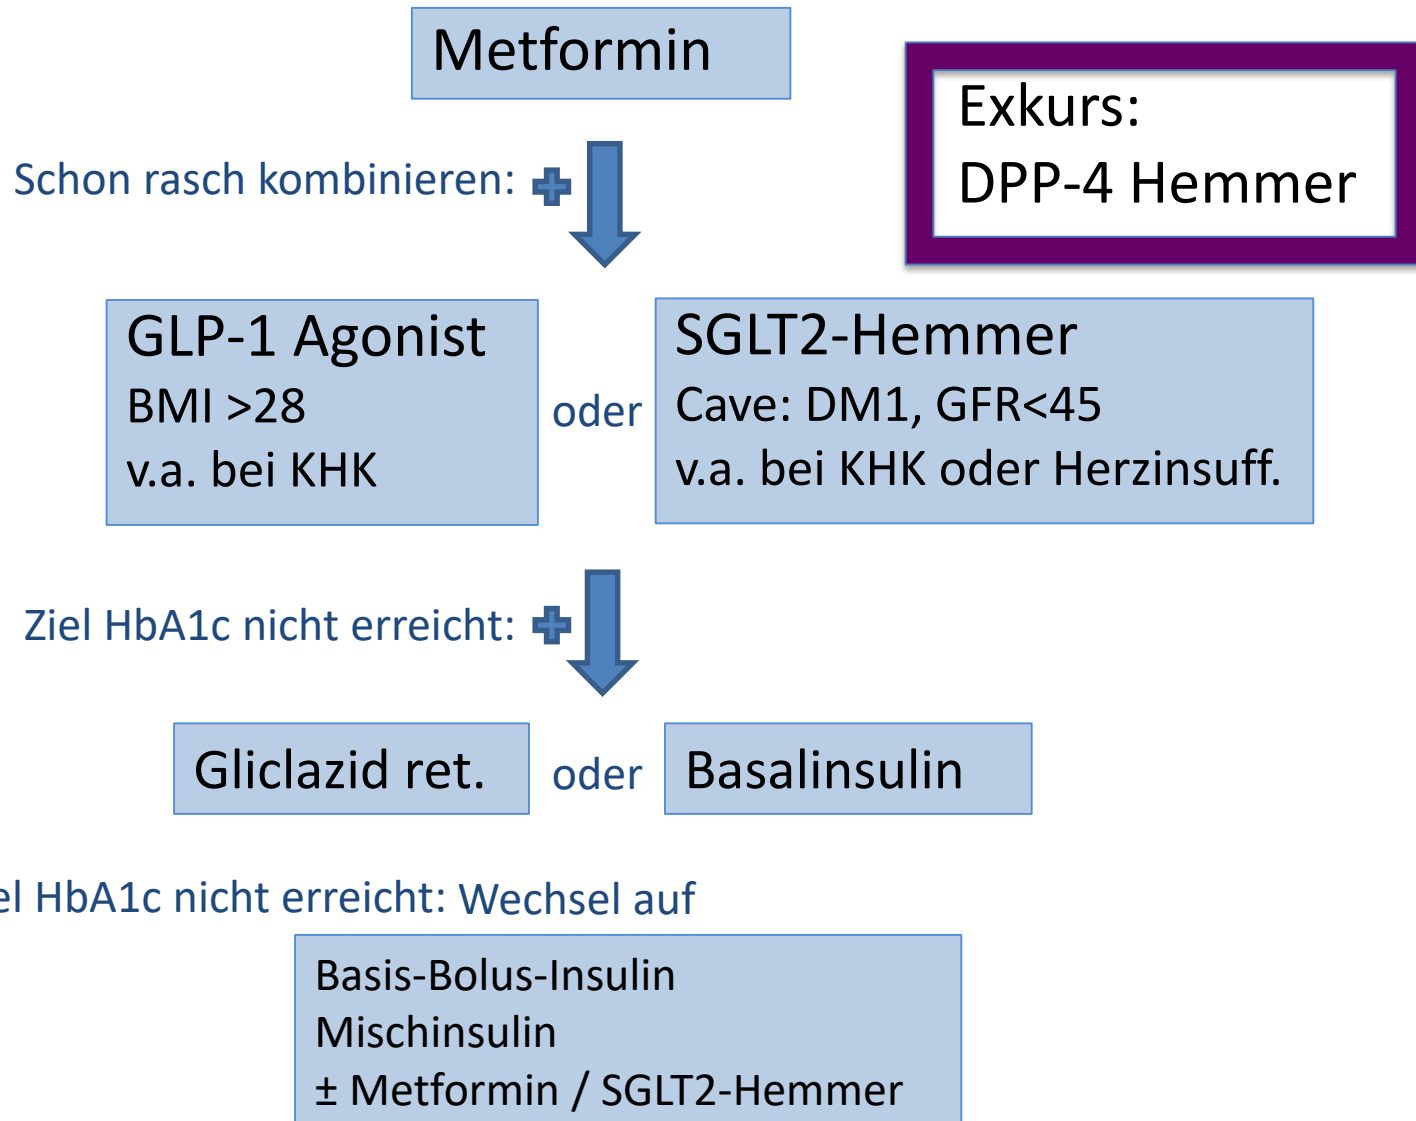 Metformin
Exkurs:
DPP-4 Hemmer
Schon rasch kombinieren:
GLP-1 Agonist
BMI >28
v.a. bei KHK
oder
SGLT2-Hemmer
Cave: DM1, GFR<45
v.a. bei KHK oder Herzinsuff.
Ziel HbA1c nicht erreicht:
Gliclazid ret.
oder
Basalinsulin
el HbA1c nicht erreicht: Wechsel auf
Basis-Bolus-Insulin
Mischinsulin
± Metformin / SGLT2-Hemmer